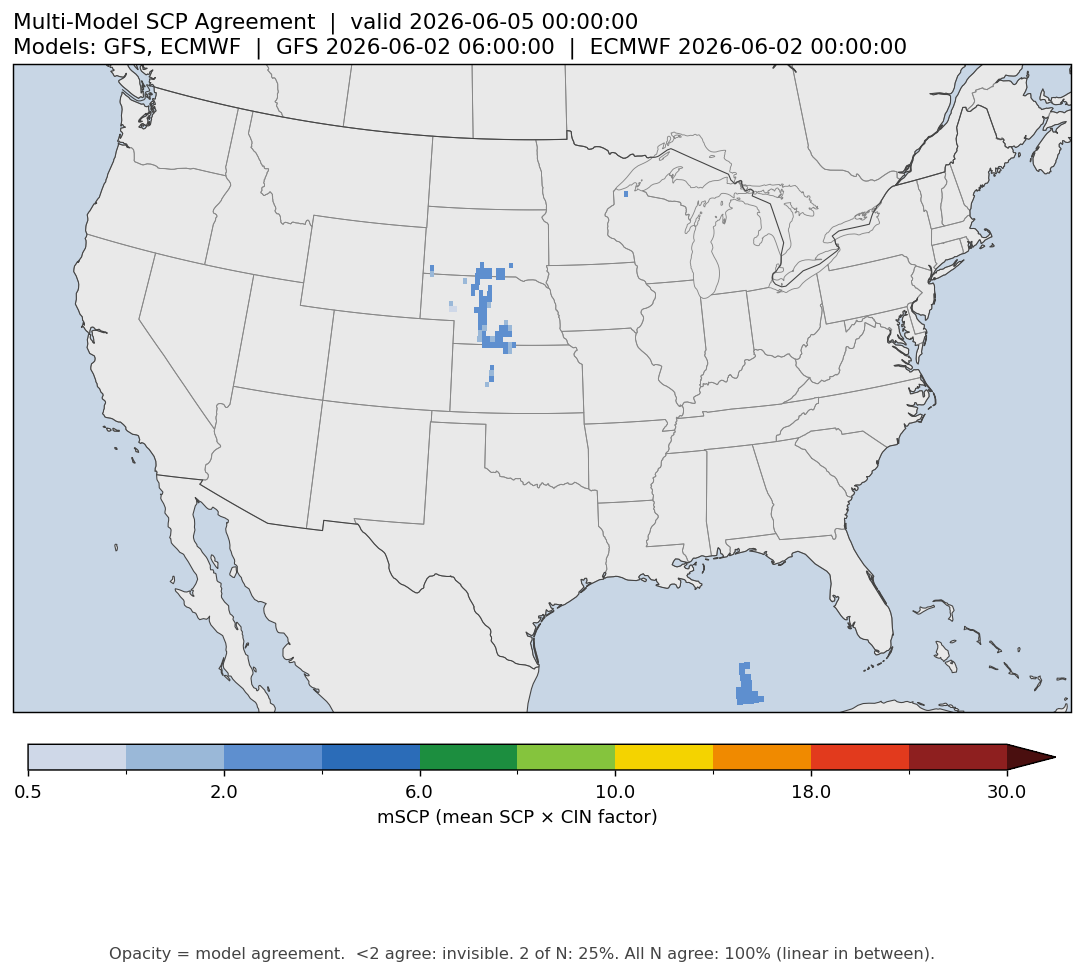 Multi-Model SCP Agreement  |  valid 2026-06-05 00:00:00
Models: GFS, ECMWF  |  GFS 2026-06-02 06:00:00  |  ECMWF 2026-06-02 00:00:00
0.5 2.0 6.0 10.0 18.0 30.0
mSCP (mean SCP × CIN factor)
Opacity = model agreement.  <2 agree: invisible. 2 of N: 25%. All N agree: 100% (linear in between).